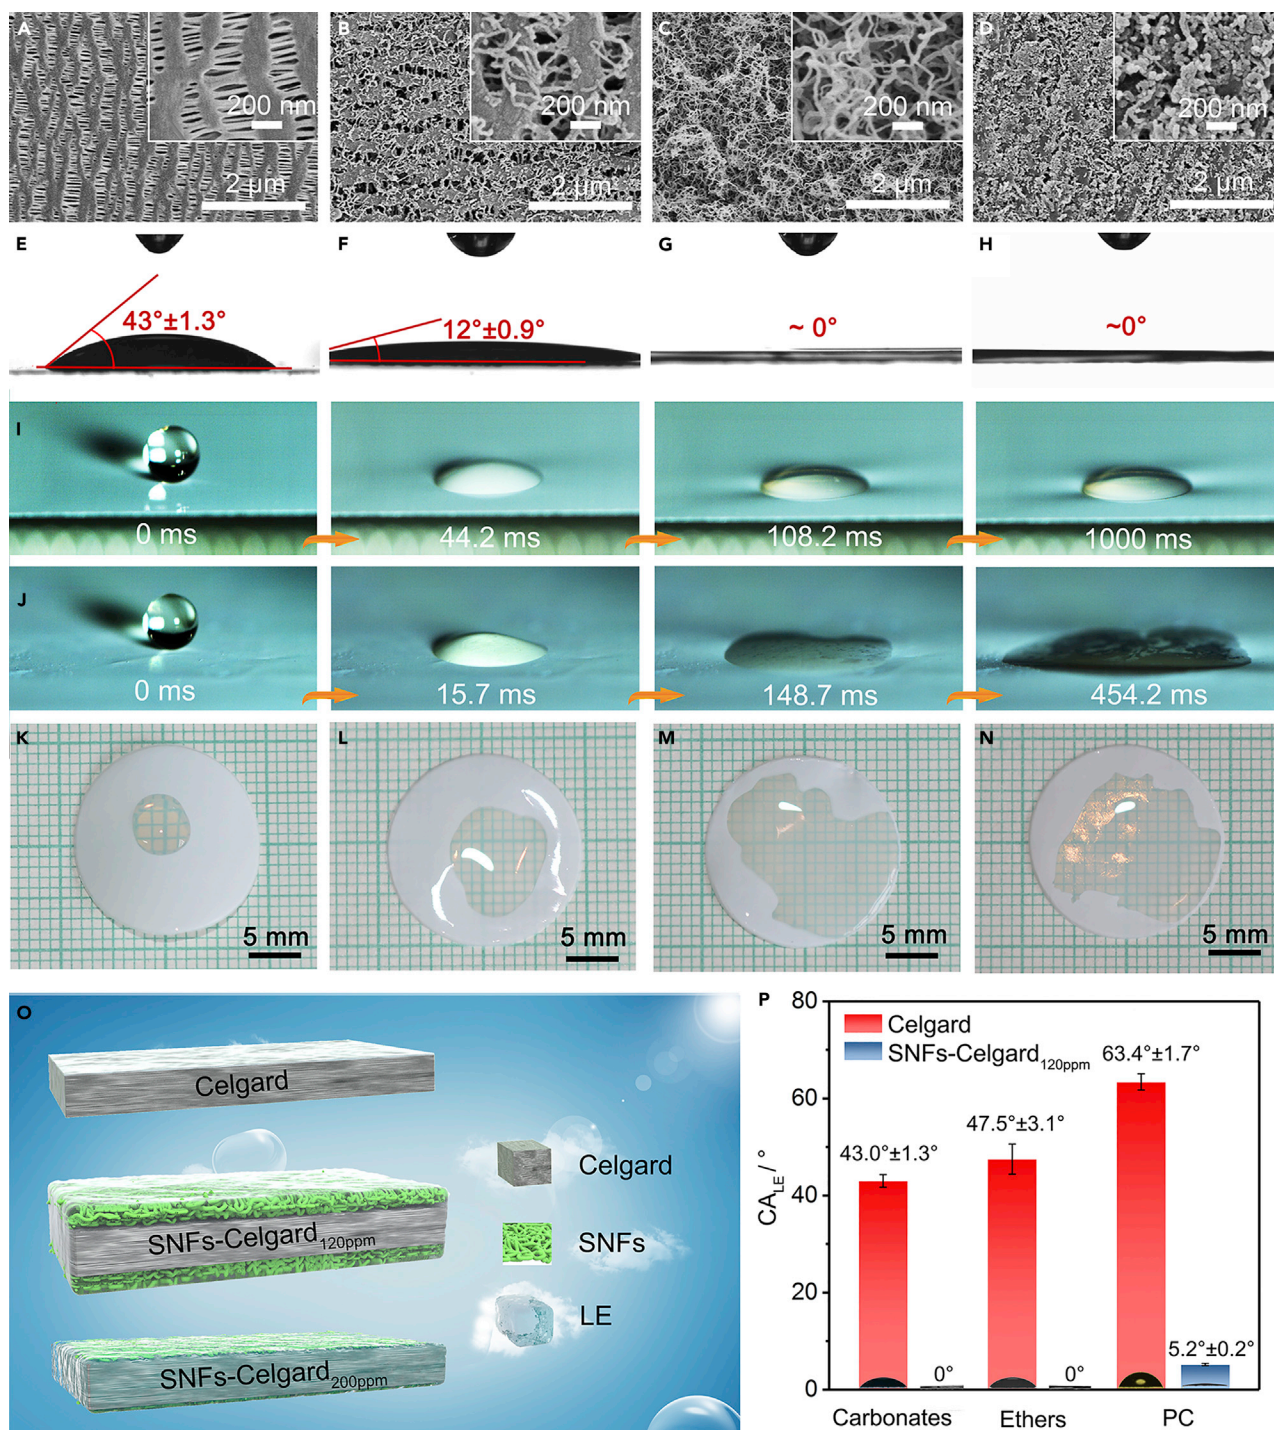 A
200 nm
2 µm
B
200 nm
2 µm
C
200 nm
2 µm
D
200 nm
2 µm
E
43°±1.3°
F
12°±0.9°
G
~ 0°
H
~0°
I
0 ms
44.2 ms
108.2 ms
1000 ms
J
0 ms
15.7 ms
148.7 ms
454.2 ms
K
5 mm
L
5 mm
M
5 mm
N
5 mm
O
Celgard
SNFs-Celgard120ppm
SNFs-Celgard200ppm
Celgard
SNFs
LE
P
80
60
40
20
0
CALE / °
Celgard
SNFs-Celgard120ppm
43.0°±1.3°
47.5°±3.1°
63.4°±1.7°
0°
0°
5.2°±0.2°
Carbonates
Ethers
PC